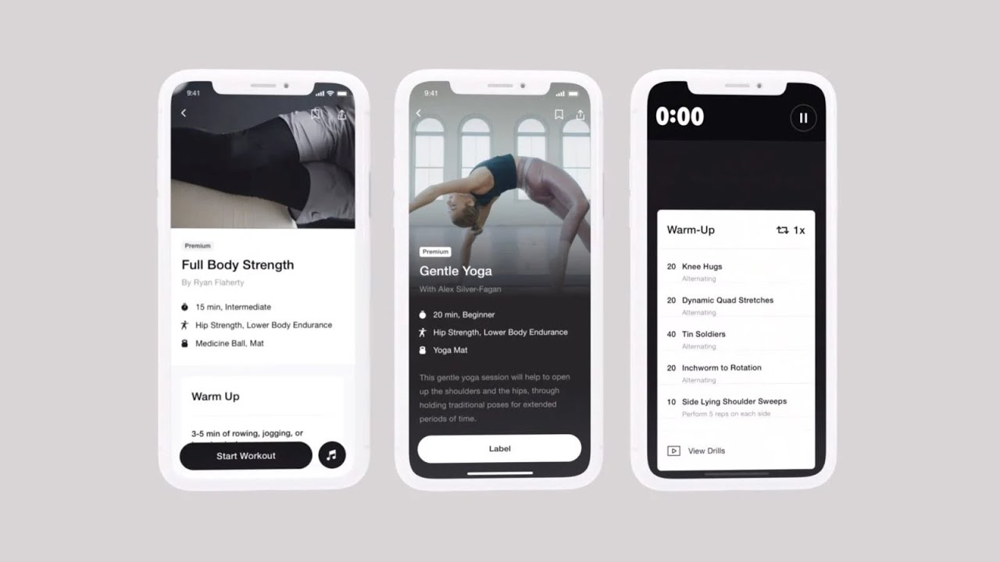 9:41
Premium
Full Body Strength
By Ryan Flaherty
15 min, Intermediate
Hip Strength, Lower Body Endurance
Medicine Ball, Mat
Warm Up
3-5 min of rowing, jogging, or
Start Workout
9:41
Premium
Gentle Yoga
With Alex Silver-Fagan
20 min, Beginner
Hip Strength, Lower Body Endurance
Yoga Mat
This gentle yoga session will help to open
up the shoulders and the hips, through
holding traditional poses for extended
periods of time.
Label
0:00
Warm-Up 1x
20 Knee Hugs
Alternating
20 Dynamic Quad Stretches
Alternating
40 Tin Soldiers
Alternating
20 Inchworm to Rotation
Alternating
10 Side Lying Shoulder Sweeps
Perform 5 reps on each side
View Drills